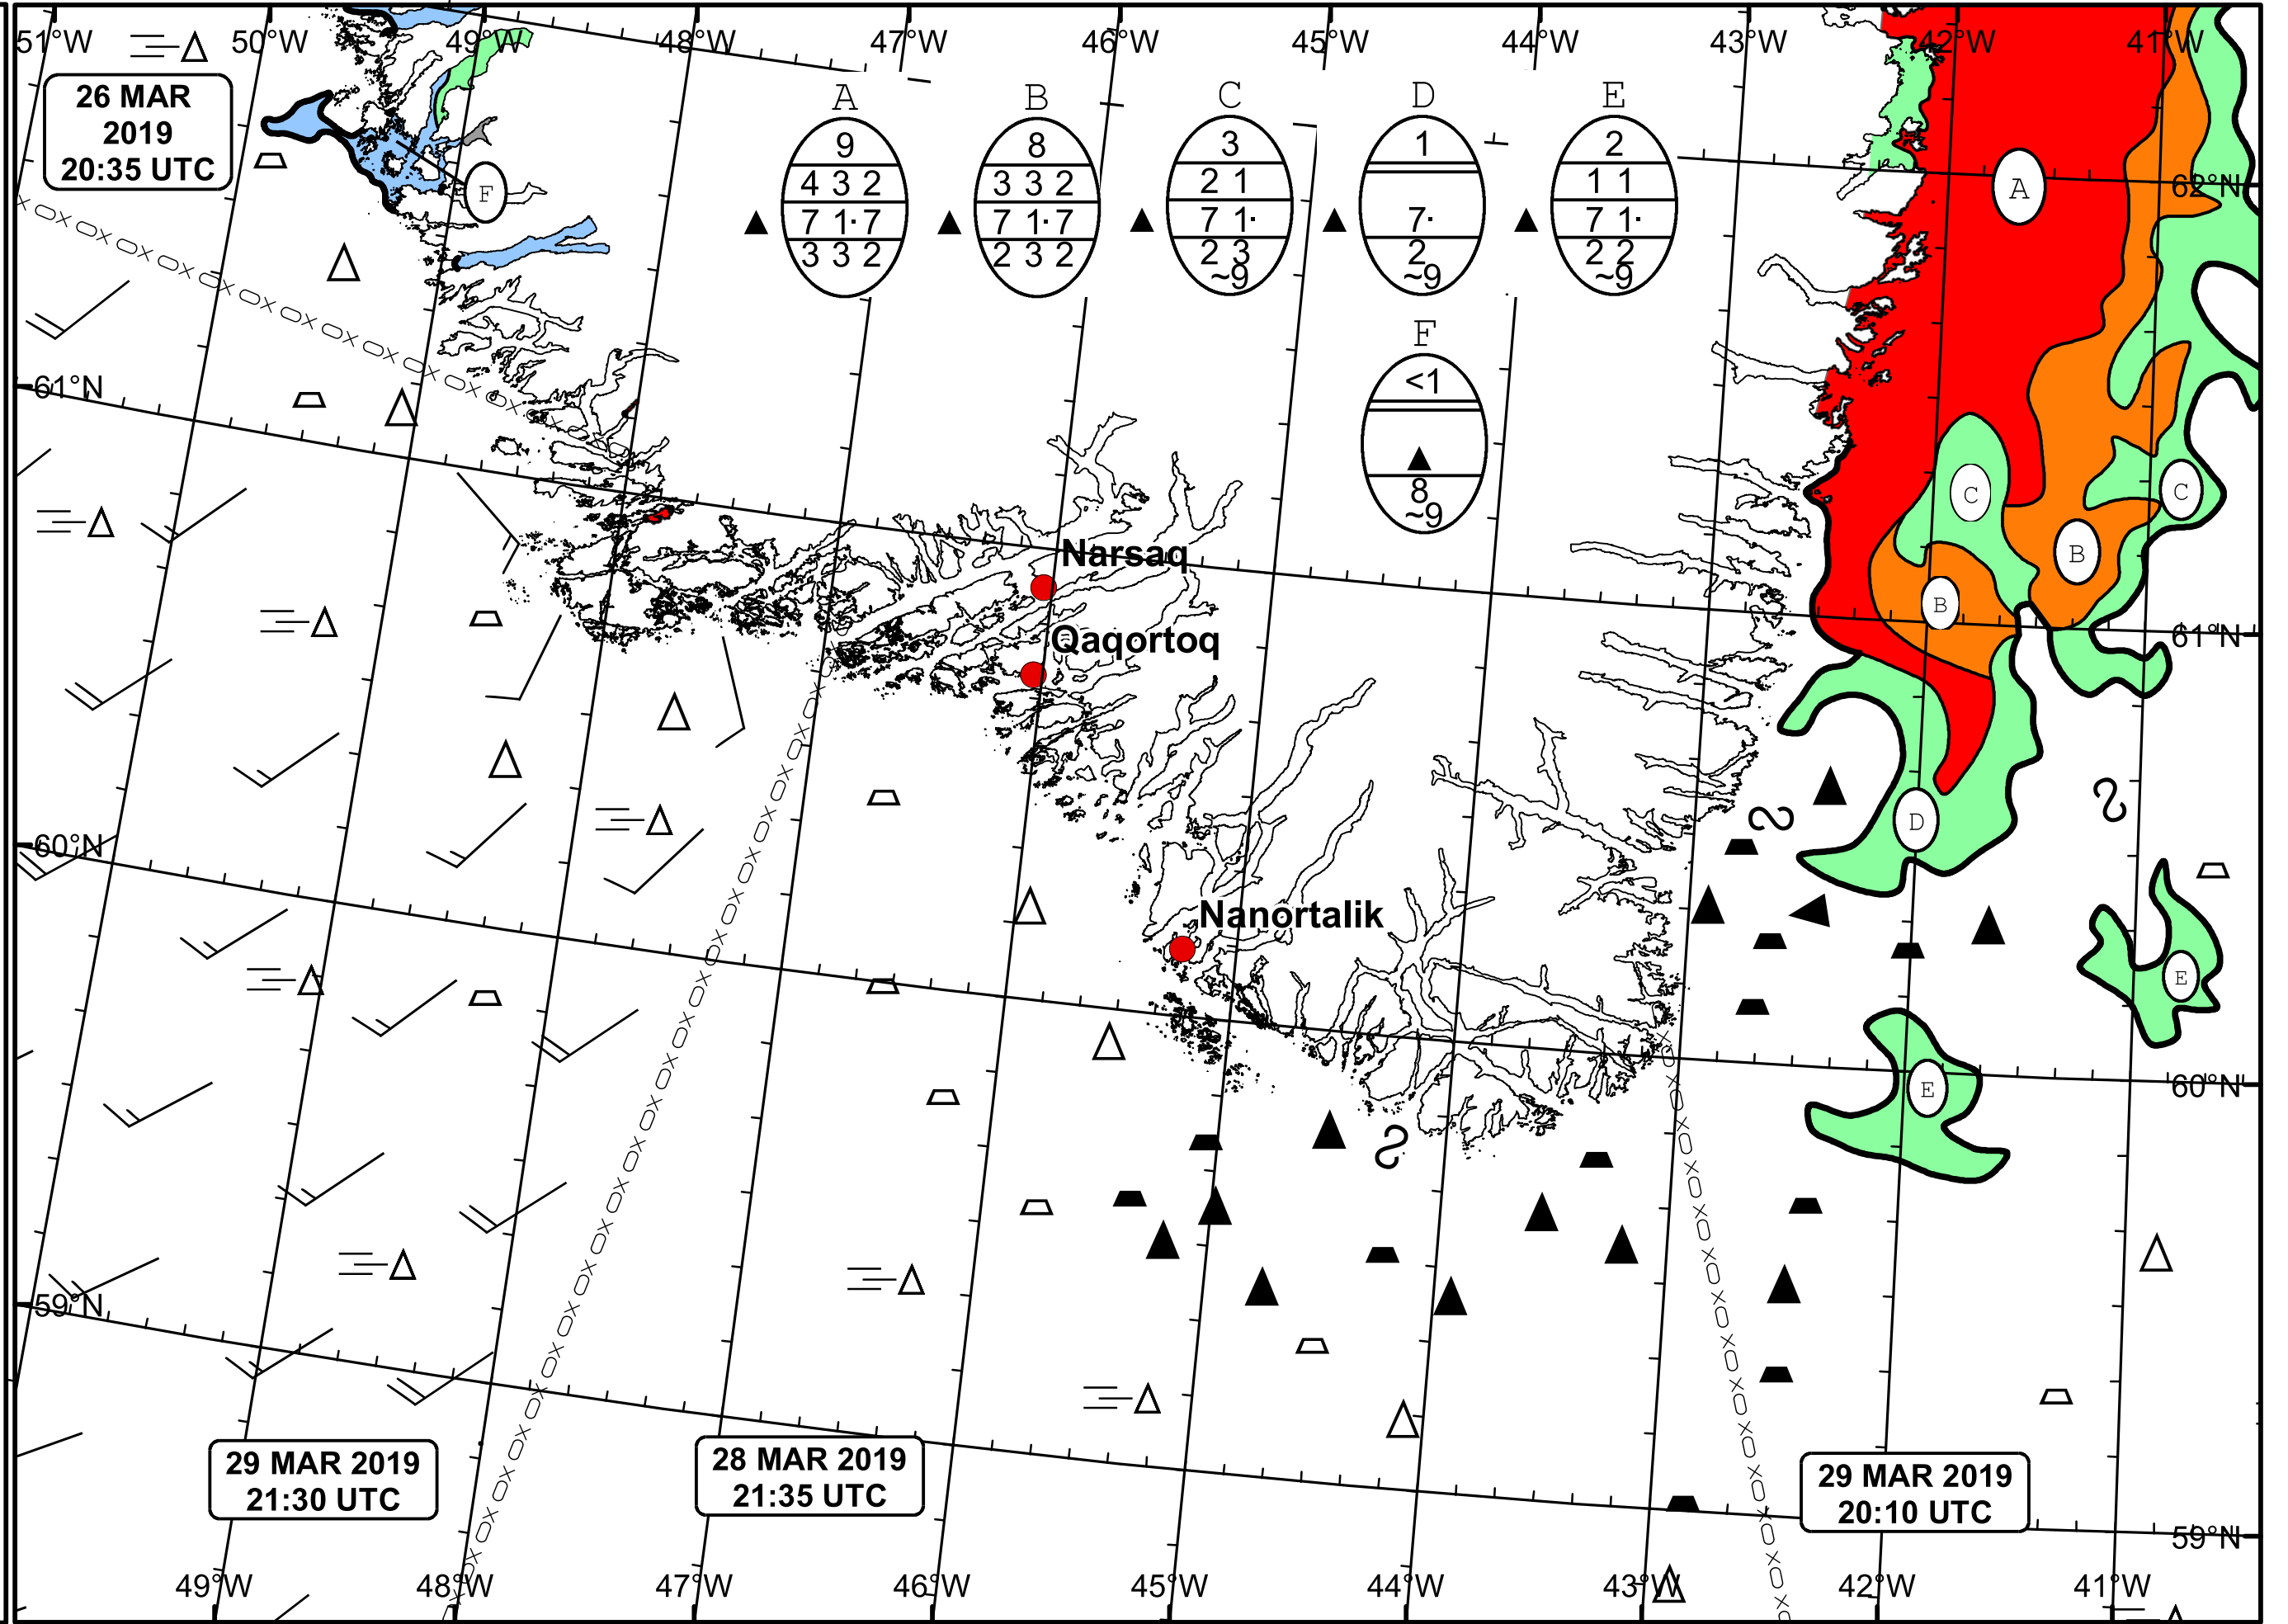 51°W 50°W 49°W 48°W 47°W 46°W 45°W 44°W 43°W 42°W 41°W
26 MAR
2019
20:35 UTC
A B C D E
9 8 3 1 2
4 3 2 3 3 2 2 1 1 1
7 1· 7 7 1· 7 7 1· 7· 7 1·
3 3 2 2 3 2 2 3 2 2 2
~9 ~9 ~9
F
A
62°N
F
<1
8
~9
61°N
C C
B
B
61°N
Narsaq
Qaqortoq
D
60°N
Nanortalik
E
E
60°N
59°N
29 MAR 2019
21:30 UTC
28 MAR 2019
21:35 UTC
29 MAR 2019
20:10 UTC
59°N
49°W 48°W 47°W 46°W 45°W 44°W 43°W 42°W 41°W